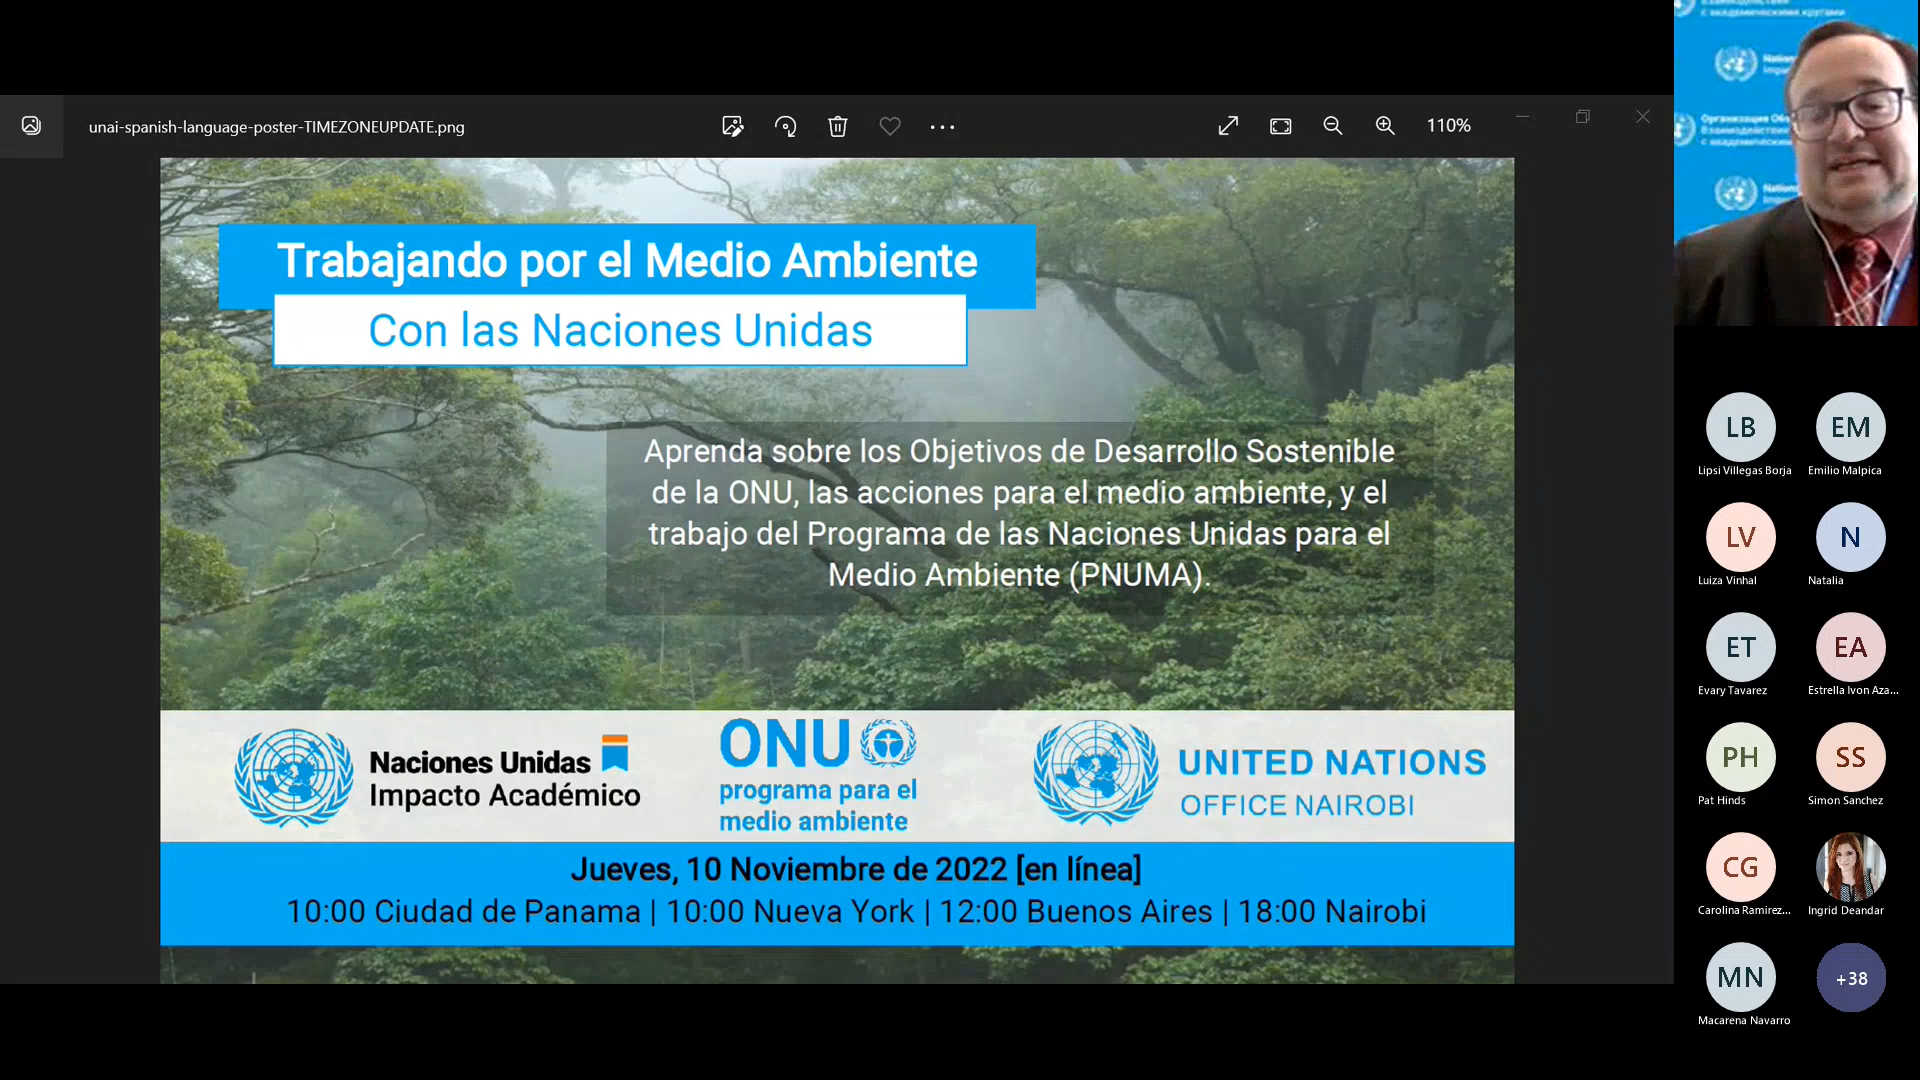 unai-spanish-language-poster-TIMEZONEUPDATE.png
110%
Trabajando por el Medio Ambiente
Con las Naciones Unidas
Aprenda sobre los Objetivos de Desarrollo Sostenible
de la ONU, las acciones para el medio ambiente, y el
trabajo del Programa de las Naciones Unidas para el
Medio Ambiente (PNUMA).
Naciones Unidas
Impacto Académico
ONU
programa para el
medio ambiente
UNITED NATIONS
OFFICE NAIROBI
Jueves, 10 Noviembre de 2022 [en línea]
10:00 Ciudad de Panama | 10:00 Nueva York | 12:00 Buenos Aires | 18:00 Nairobi
с академическими кругами
LB
Lipsi Villegas Borja
EM
Emilio Malpica
LV
Luiza Vinhal
N
Natalia
ET
Evary Tavarez
EA
Estrella Ivon Aza...
PH
Pat Hinds
SS
Simon Sanchez
CG
Carolina Ramirez...
Ingrid Deandar
MN
Macarena Navarro
+38